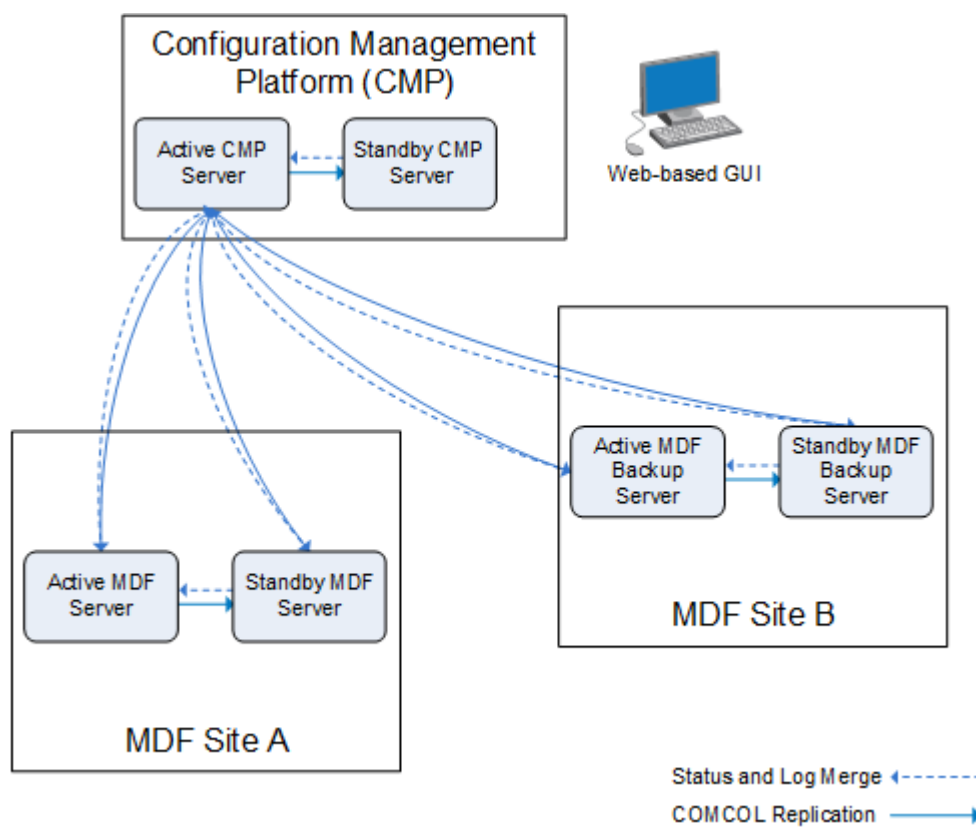 Configuration Management
Platform (CMP)
Active CMP
Server
Standby CMP
Server
Web-based GUI
Active MDF
Backup
Server
Standby MDF
Backup
Server
MDF Site B
Active MDF
Server
Standby MDF
Server
MDF Site A
Status and Log Merge
COMCOL Replication